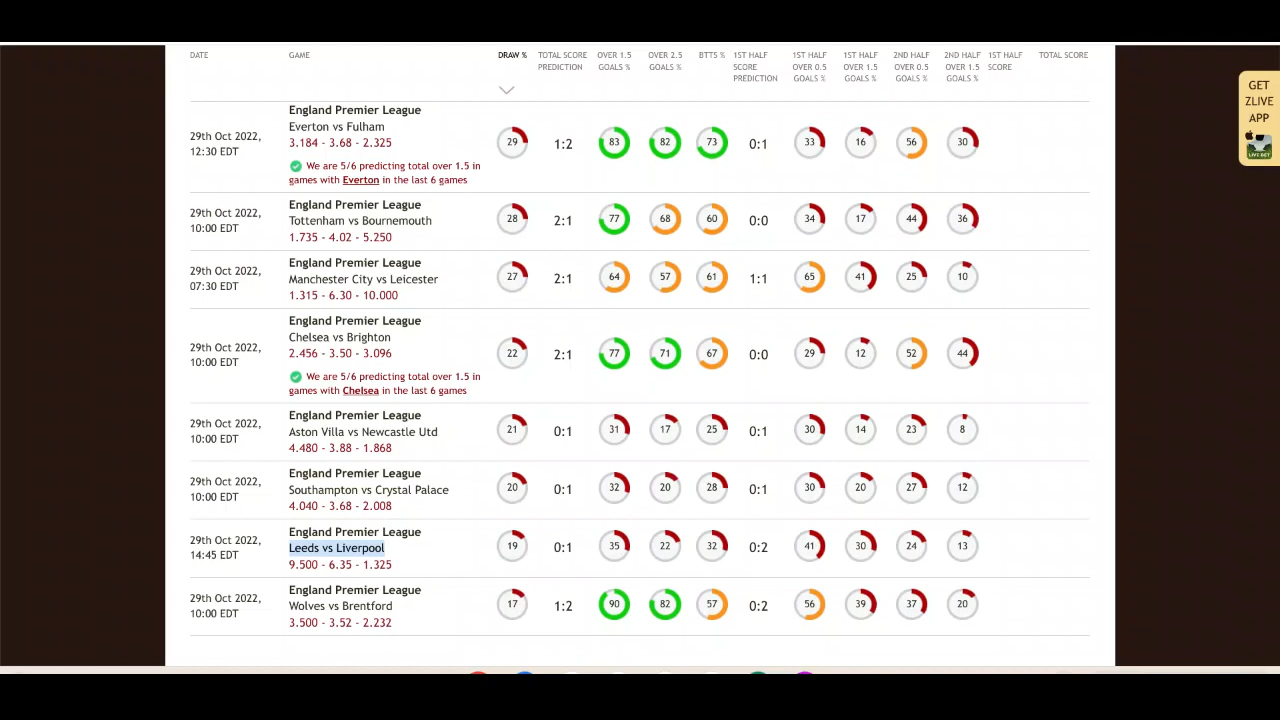 DATE GAME DRAW % TOTAL SCORE PREDICTION OVER 1.5 GOALS % OVER 2.5 GOALS % BTTS % 1ST HALF SCORE PREDICTION 1ST HALF OVER 0.5 GOALS % 1ST HALF OVER 1.5 GOALS % 2ND HALF OVER 0.5 GOALS % 2ND HALF OVER 1.5 GOALS % 1ST HALF SCORE TOTAL SCORE
England Premier League
29th Oct 2022, 12:30 EDT Everton vs Fulham 29 1:2 83 82 73 0:1 33 16 56 30
3.184 - 3.68 - 2.325
We are 5/6 predicting total over 1.5 in
games with Everton in the last 6 games
England Premier League
29th Oct 2022, 10:00 EDT Tottenham vs Bournemouth 28 2:1 77 68 60 0:0 34 17 44 36
1.735 - 4.02 - 5.250
England Premier League
29th Oct 2022, 07:30 EDT Manchester City vs Leicester 27 2:1 64 57 61 1:1 65 41 25 10
1.315 - 6.30 - 10.000
England Premier League
29th Oct 2022, 10:00 EDT Chelsea vs Brighton 22 2:1 77 71 67 0:0 29 12 52 44
2.456 - 3.50 - 3.096
We are 5/6 predicting total over 1.5 in
games with Chelsea in the last 6 games
England Premier League
29th Oct 2022, 10:00 EDT Aston Villa vs Newcastle Utd 21 0:1 31 17 25 0:1 30 14 23 8
4.480 - 3.88 - 1.868
England Premier League
29th Oct 2022, 10:00 EDT Southampton vs Crystal Palace 20 0:1 32 20 28 0:1 30 20 27 12
4.040 - 3.68 - 2.008
England Premier League
29th Oct 2022, 14:45 EDT Leeds vs Liverpool 19 0:1 35 22 32 0:2 41 30 24 13
9.500 - 6.35 - 1.325
England Premier League
29th Oct 2022, 10:00 EDT Wolves vs Brentford 17 1:2 90 82 57 0:2 56 39 37 20
3.500 - 3.52 - 2.232
GET
ZLIVE
APP